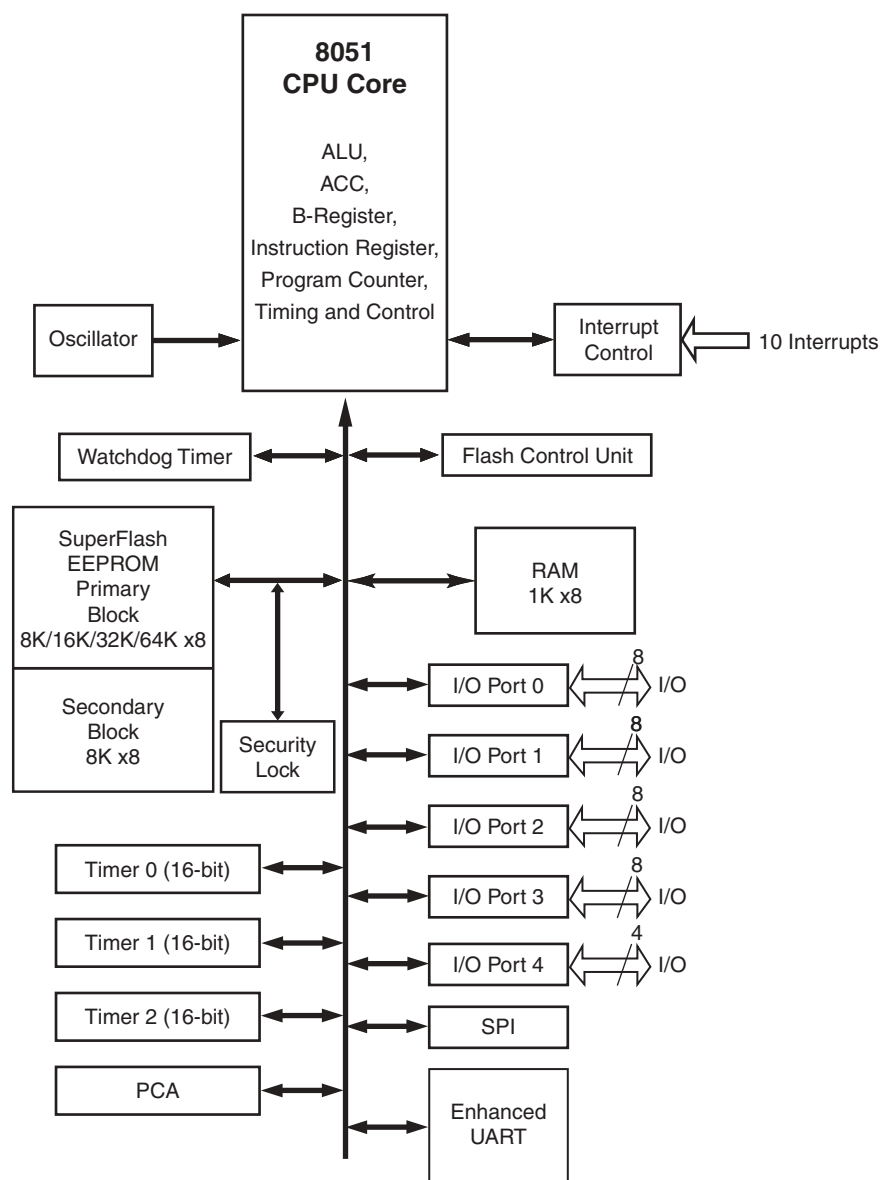 8051
CPU Core
ALU,
ACC,
B-Register,
Instruction Register,
Program Counter,
Timing and Control
Oscillator
Interrupt
Control
10 Interrupts
Watchdog Timer
Flash Control Unit
SuperFlash
EEPROM
Primary
Block
8K/16K/32K/64K x8
RAM
1K x8
Secondary
Block
8K x8
Security
Lock
I/O Port 0
8
I/O
I/O Port 1
8
I/O
I/O Port 2
8
I/O
Timer 0 (16-bit)
I/O Port 3
8
I/O
Timer 1 (16-bit)
I/O Port 4
4
I/O
Timer 2 (16-bit)
SPI
PCA
Enhanced
UART